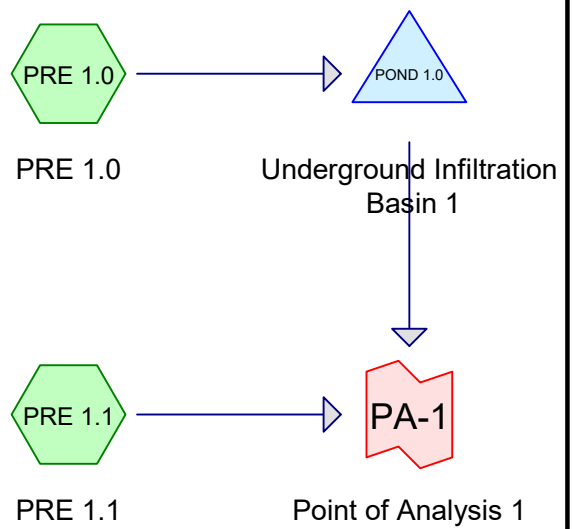 PRE 1.0
POND 1.0
PRE 1.0
Underground Infiltration
Basin 1
PRE 1.1
PA-1
PRE 1.1
Point of Analysis 1